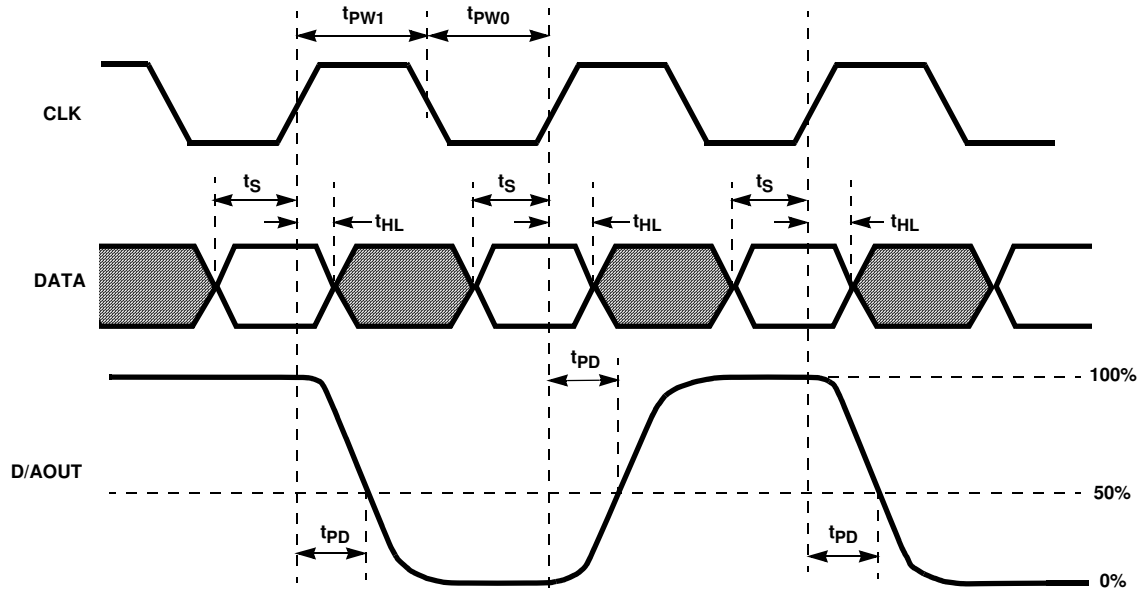 tPW1 tPW0
CLK
tS tS tS
tHL tHL tHL
DATA
tPD
100%
D/AOUT
50%
tPD tPD
0%